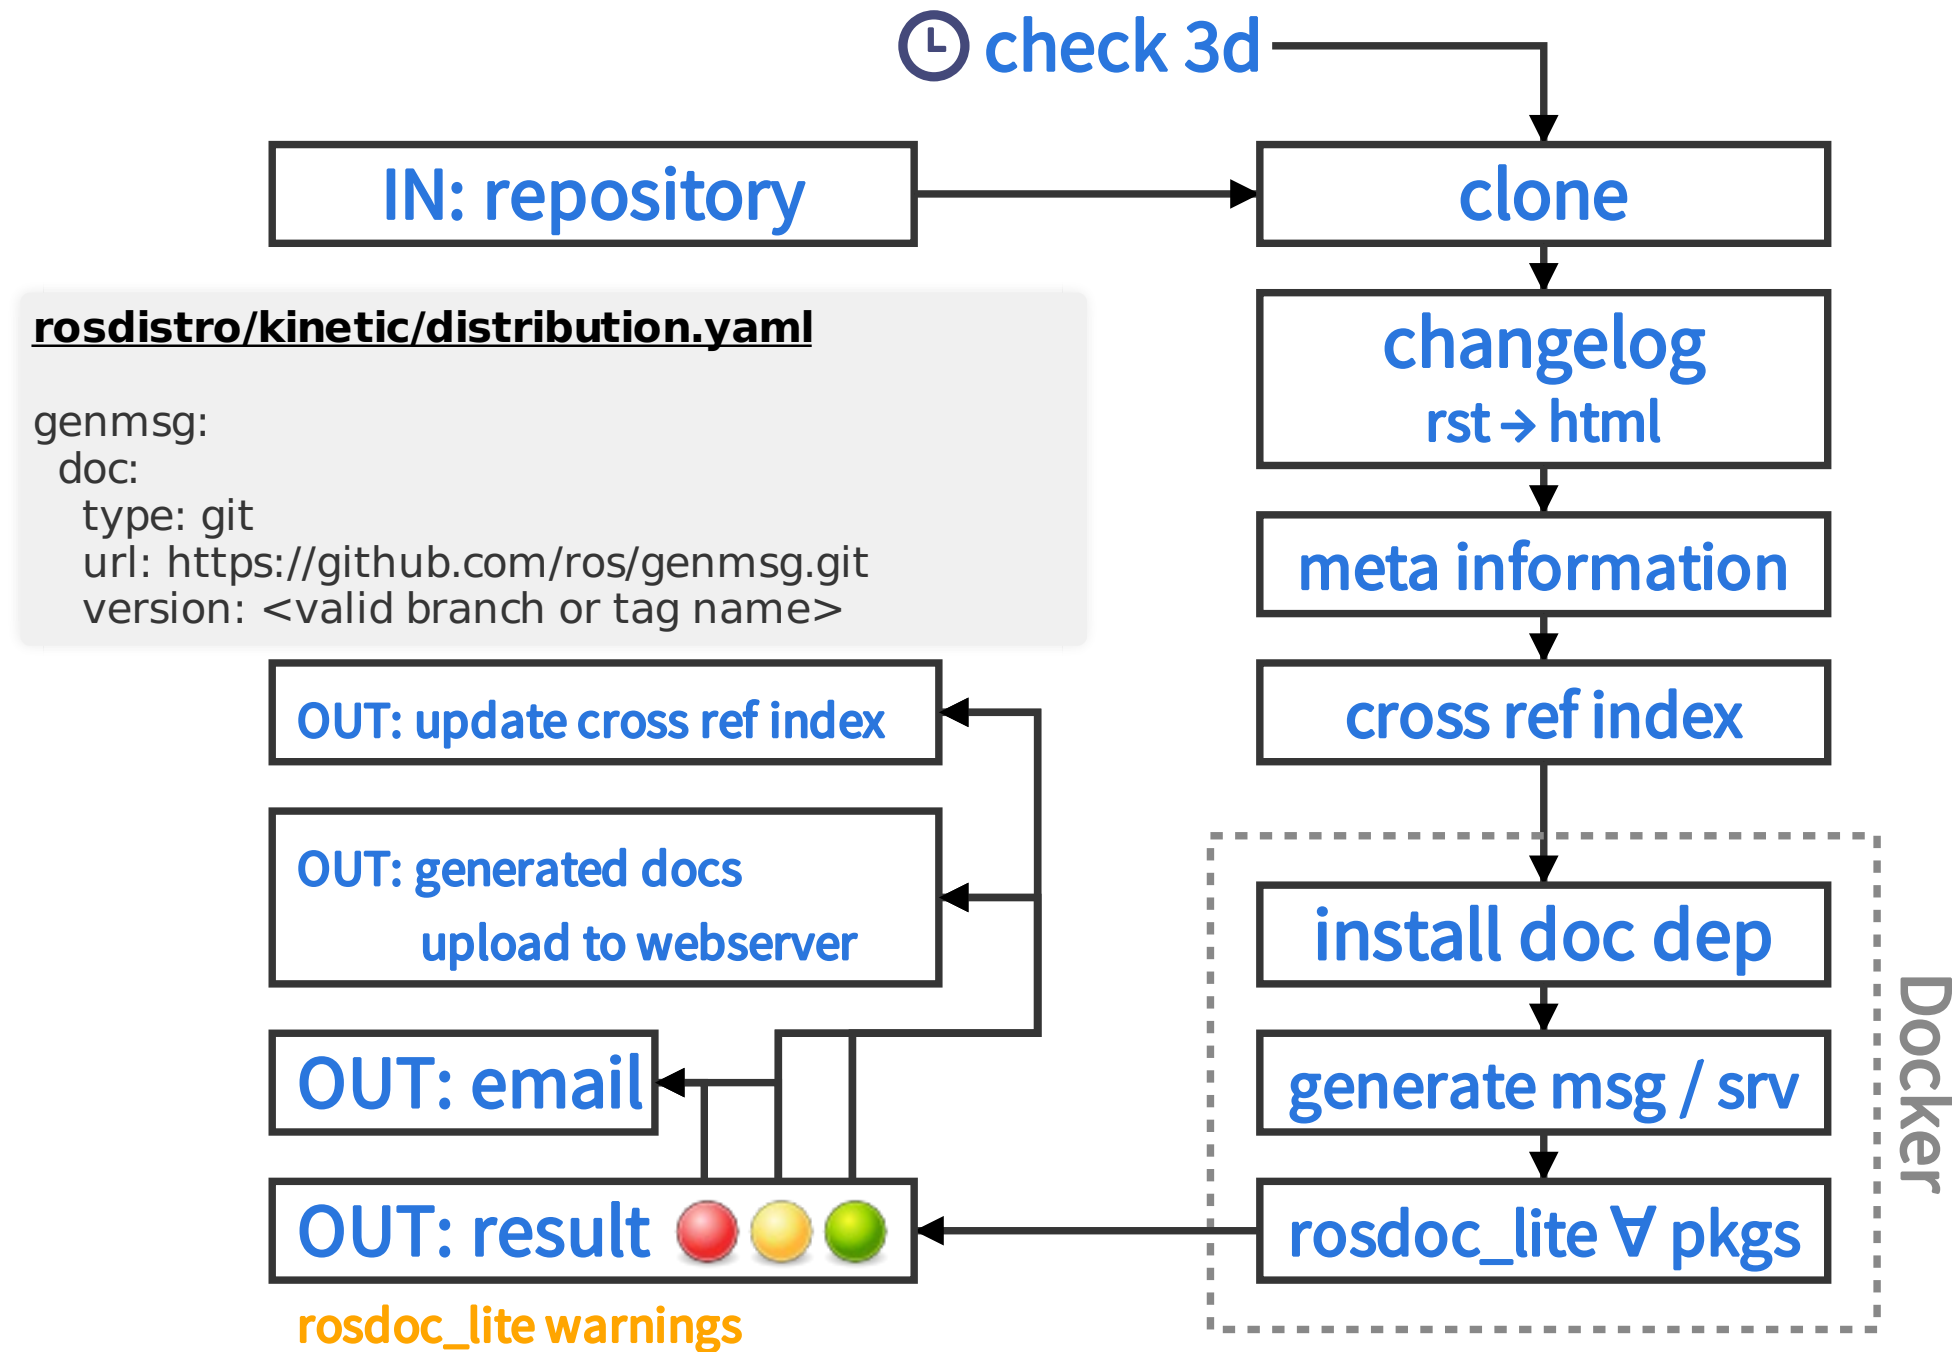 check 3d
IN: repository
clone
rosdistro/kinetic/distribution.yaml
genmsg:
doc:
type: git
url: https://github.com/ros/genmsg.git
version: <valid branch or tag name>
changelog
rst → html
meta information
cross ref index
OUT: update cross ref index
OUT: generated docs
upload to webserver
OUT: email
OUT: result
rosdoc_lite warnings
install doc dep
generate msg / srv
rosdoc_lite ∀ pkgs
Docker